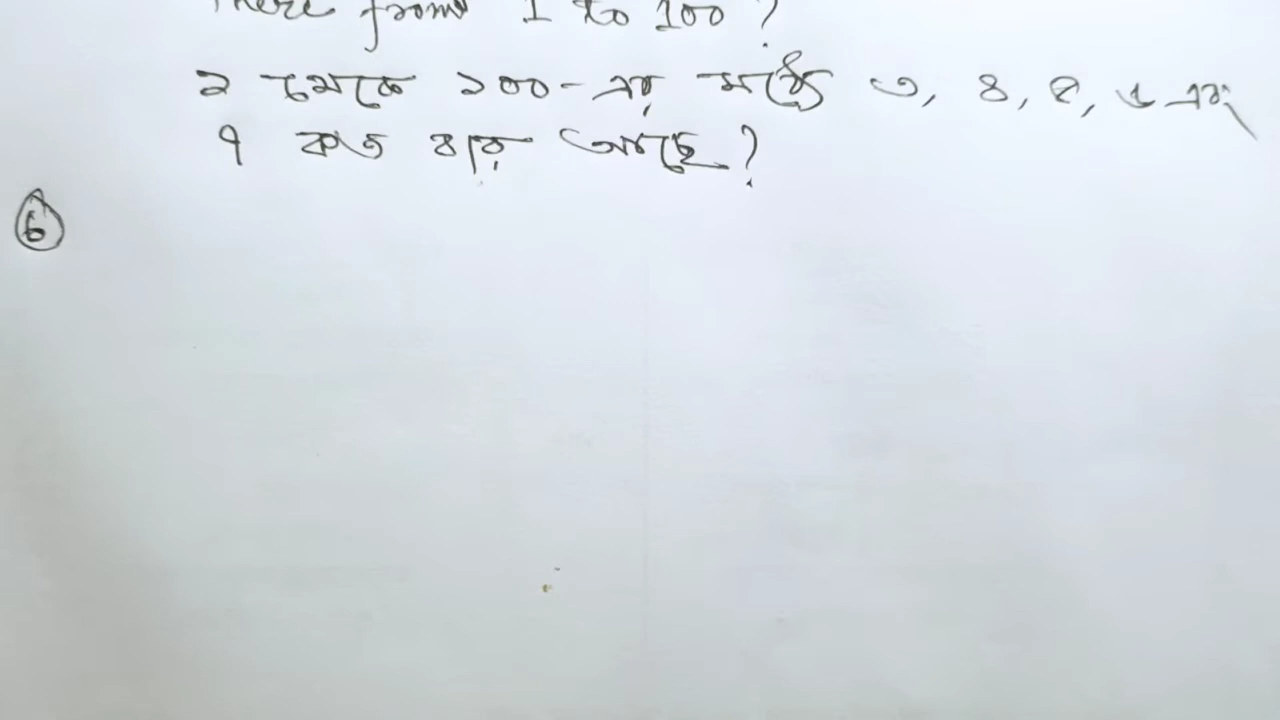 There from 1 to 100?
১ থেকে ১০০-এর মধ্যে ৩, ৪, ৫, ৬ এবং
৭ কত বার আছে?
6